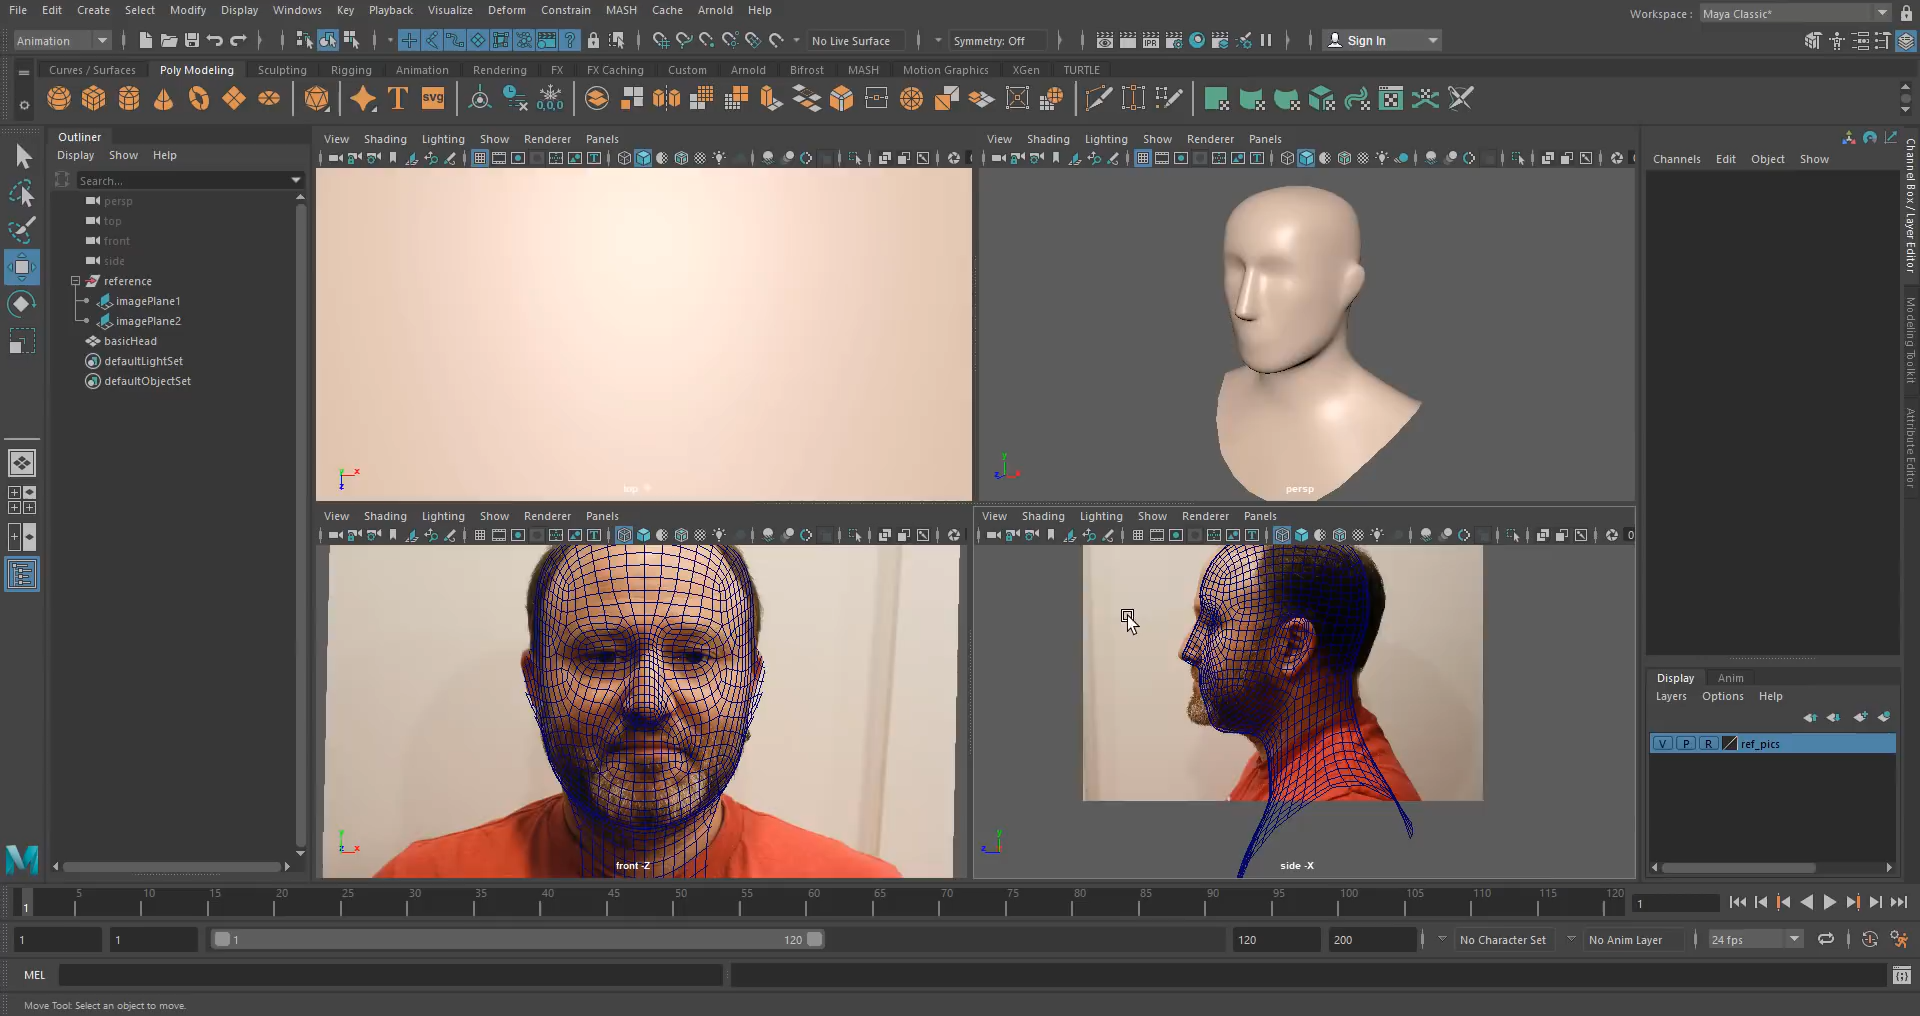 File Edit Create Select Modify Display Windows Key Playback Visualize Deform Constrain MASH Cache Arnold Help
Workspace : Maya Classic*
Animation No Live Surface Symmetry: Off Sign In
Curves / Surfaces Poly Modeling Sculpting Rigging Animation Rendering FX FX Caching Custom Arnold Bifrost MASH Motion Graphics XGen TURTLE
T SVG 0,0,0
Outliner
Display Show Help
Search...
persp
top
front
side
reference
imagePlane1
imagePlane2
basicHead
defaultLightSet
defaultObjectSet
View Shading Lighting Show Renderer Panels
top
View Shading Lighting Show Renderer Panels
persp
View Shading Lighting Show Renderer Panels
front -Z
View Shading Lighting Show Renderer Panels
side -X
Channels Edit Object Show
Channel Box / Layer Editor
Modeling Toolkit
Attribute Editor
Display Anim
Layers Options Help
V P R ref_pics
5 10 15 20 25 30 35 40 45 50 55 60 65 70 75 80 85 90 95 100 105 110 115 120
1 1
1 1 1 120 120 200 No Character Set No Anim Layer 24 fps
MEL
Move Tool: Select an object to move.